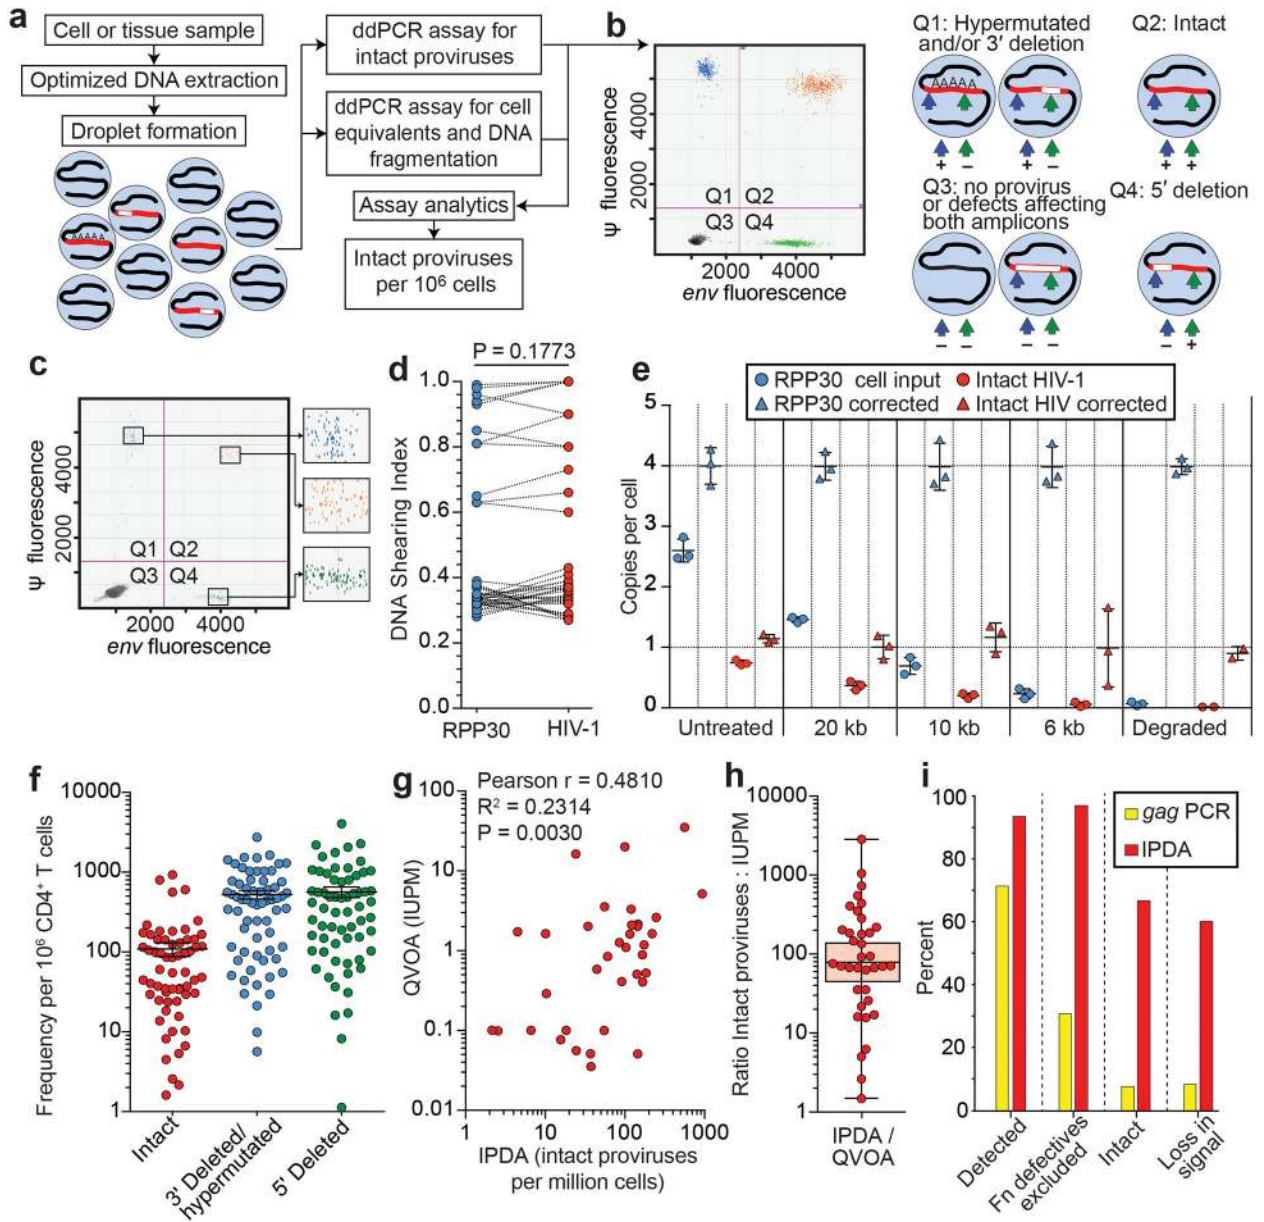 a
Cell or tissue sample
Optimized DNA extraction
Droplet formation
AAAAA
ddPCR assay for
intact proviruses
ddPCR assay for cell
equivalents and DNA
fragmentation
Assay analytics
Intact proviruses
per 10⁶ cells
b
Ψ fluorescence
2000
4000
6000
Q1 Q2
Q3 Q4
2000 4000
env fluorescence
Q1: Hypermutated
and/or 3′ deletion
Q2: Intact
AAAAA
+ – + – + +
Q3: no provirus
or defects affecting
both amplicons
Q4: 5′ deletion
– – – – – +
c
Ψ fluorescence
2000
4000
Q1 Q2
Q3 Q4
2000 4000
env fluorescence
d
P = 0.1773
DNA Shearing Index
1.0
0.8
0.6
0.4
0.2
0.0
RPP30 HIV-1
e
RPP30 cell input Intact HIV-1
RPP30 corrected Intact HIV corrected
Copies per cell
5
4
3
2
1
0
Untreated 20 kb 10 kb 6 kb Degraded
f
Frequency per 10⁶ CD4⁺ T cells
10000
1000
100
10
1
Intact
3' Deleted/
hypermutated
5' Deleted
g
Pearson r = 0.4810
R² = 0.2314
P = 0.0030
QVOA (IUPM)
100
10
1
0.1
0.01
1 10 100 1000
IPDA (intact proviruses
per million cells)
h
Ratio Intact proviruses : IUPM
10000
1000
100
10
1
IPDA /
QVOA
i
gag PCR
IPDA
Percent
100
80
60
40
20
0
Detected
Fn defectives
excluded
Intact
Loss in
signal